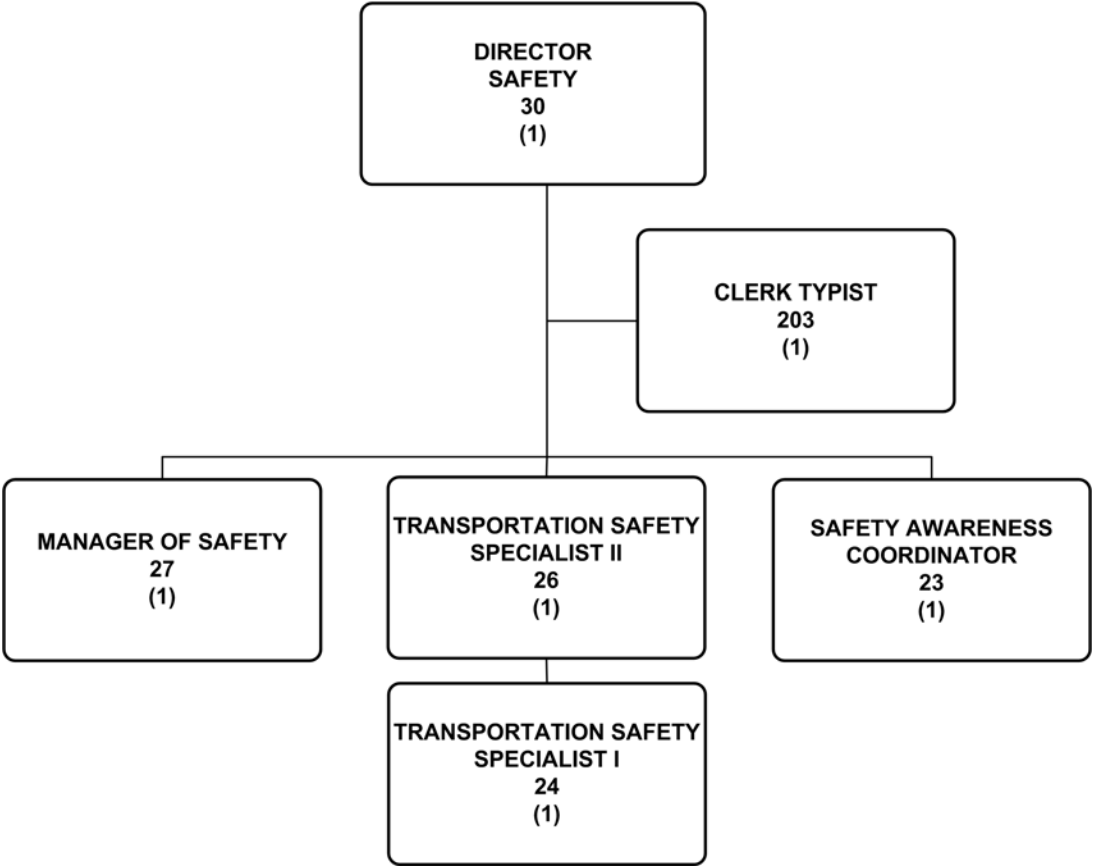 DIRECTOR
SAFETY
30
(1)
CLERK TYPIST
203
(1)
MANAGER OF SAFETY
27
(1)
TRANSPORTATION SAFETY
SPECIALIST II
26
(1)
SAFETY AWARENESS
COORDINATOR
23
(1)
TRANSPORTATION SAFETY
SPECIALIST I
24
(1)